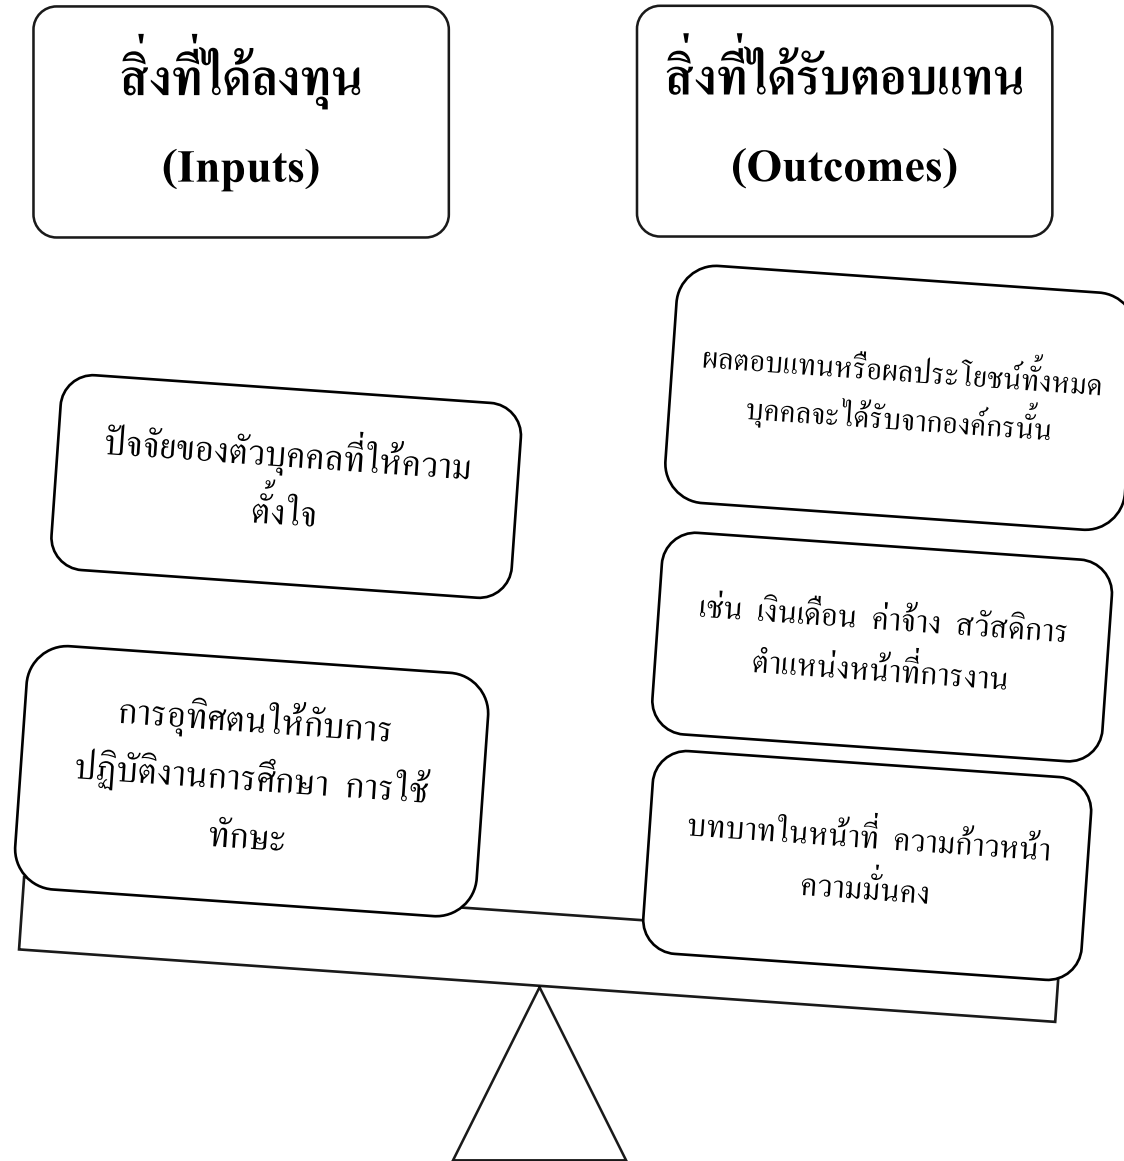 สิ่งที่ได้ลงทุน
(Inputs)
สิ่งที่ได้รับตอบแทน
(Outcomes)
ปัจจัยของตัวบุคคลที่ให้ความ
ตั้งใจ
การอุทิศตนให้กับการ
ปฏิบัติงานการศึกษา การใช้
ทักษะ
ผลตอบแทนหรือผลประโยชน์ทั้งหมด
บุคคลจะได้รับจากองค์กรนั้น
เช่น เงินเดือน ค่าจ้าง สวัสดิการ
ตำแหน่งหน้าที่การงาน
บทบาทในหน้าที่ ความก้าวหน้า
ความมั่นคง